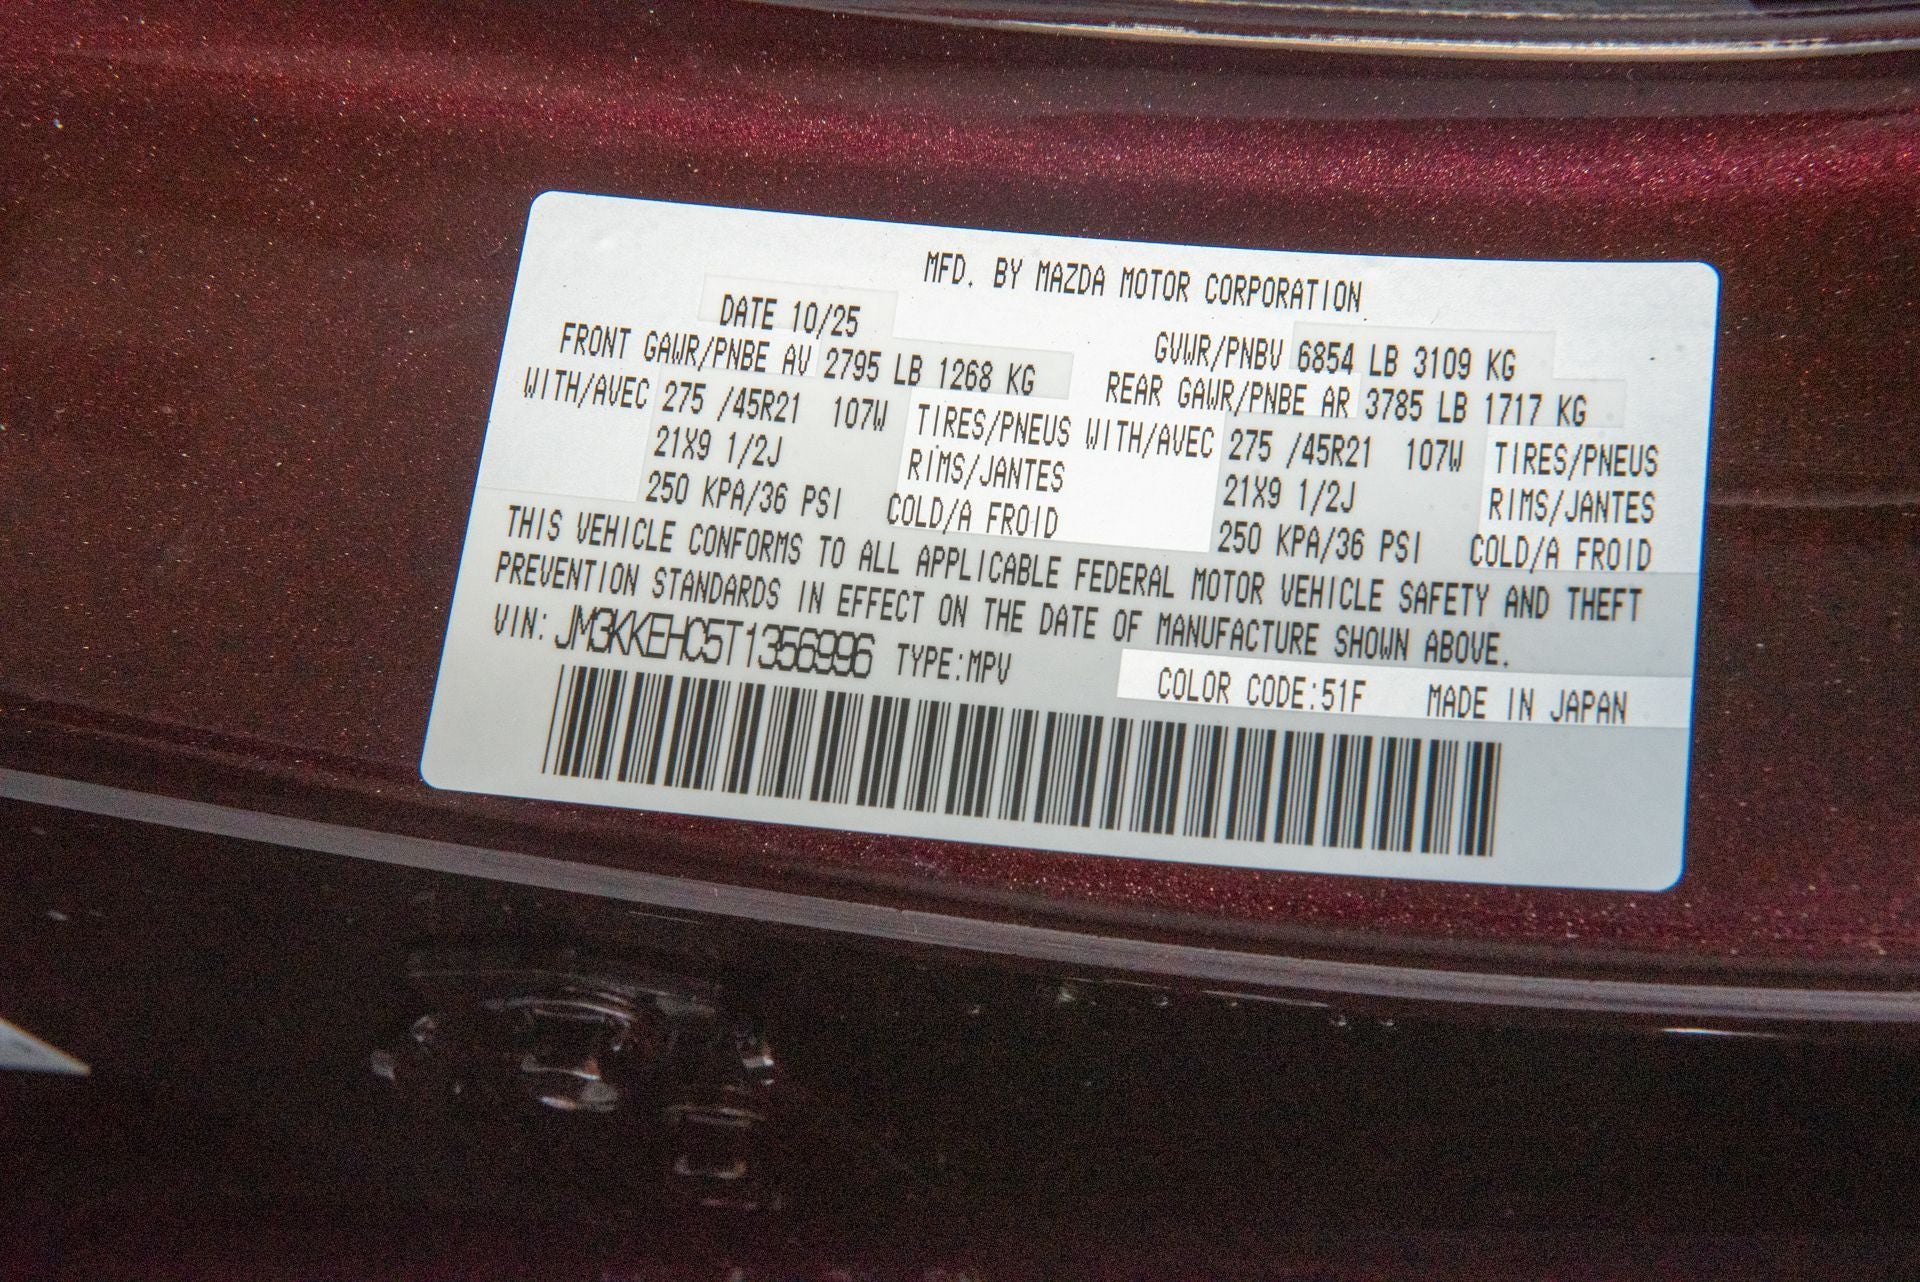 MFD. BY MAZDA MOTOR CORPORATION
DATE 10/25 GVWR/PNBV 6854 LB 3109 KG
FRONT GAWR/PNBE AV 2795 LB 1268 KG REAR GAWR/PNBE AR 3785 LB 1717 KG
WITH/AVEC 275 /45R21 107W TIRES/PNEUS WITH/AVEC 275 /45R21 107W TIRES/PNEUS
21X9 1/2J RIMS/JANTES 21X9 1/2J RIMS/JANTES
250 KPA/36 PSI COLD/A FROID 250 KPA/36 PSI COLD/A FROID
THIS VEHICLE CONFORMS TO ALL APPLICABLE FEDERAL MOTOR VEHICLE SAFETY AND THEFT
PREVENTION STANDARDS IN EFFECT ON THE DATE OF MANUFACTURE SHOWN ABOVE.
VIN: JM3KKEHC5T1356996 TYPE:MPV COLOR CODE:51F MADE IN JAPAN